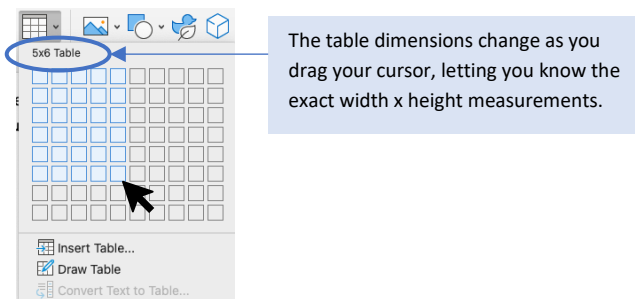 5x6 Table
The table dimensions change as you
drag your cursor, letting you know the
exact width x height measurements.
Insert Table...
Draw Table
Convert Text to Table...